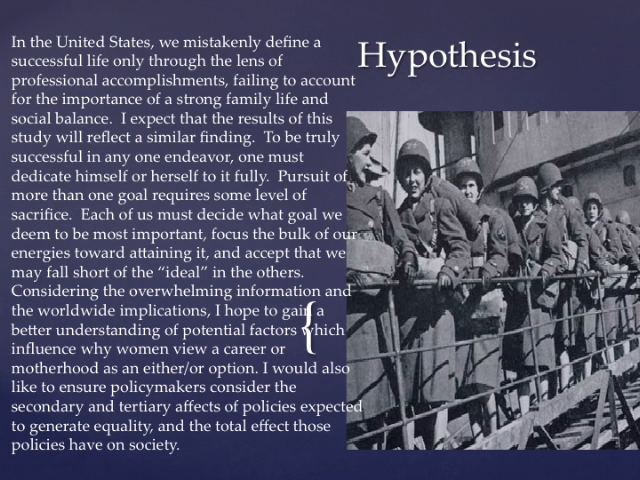 Hypothesis
In the United States, we mistakenly define a
successful life only through the lens of
professional accomplishments, failing to account
for the importance of a strong family life and
social balance.  I expect that the results of this
study will reflect a similar finding.  To be truly
successful in any one endeavor, one must
dedicate himself or herself to it fully.  Pursuit of
more than one goal requires some level of
sacrifice.  Each of us must decide what goal we
deem to be most important, focus the bulk of our
energies toward attaining it, and accept that we
may fall short of the “ideal” in the others.
Considering the overwhelming information and
the worldwide implications, I hope to gain a
better understanding of potential factors which
influence why women view a career or
motherhood as an either/or option. I would also
like to ensure policymakers consider the
secondary and tertiary affects of policies expected
to generate equality, and the total effect those
policies have on society.
{